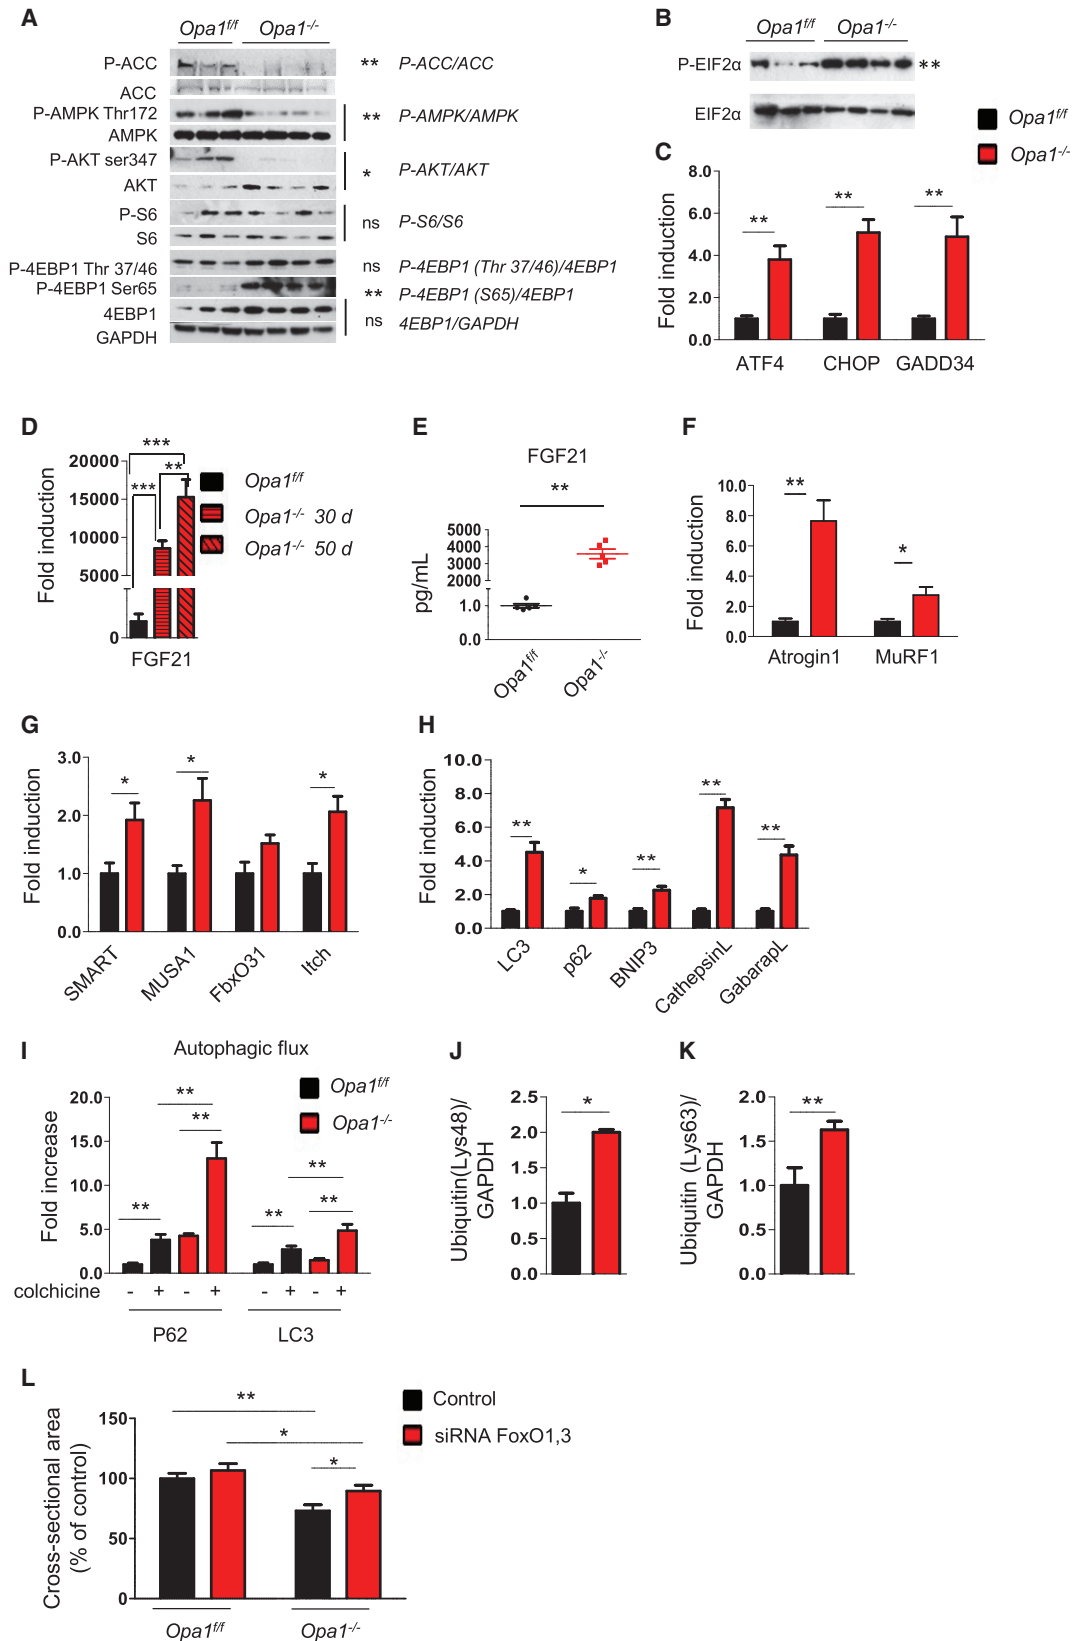 A
Opa1f/f Opa1-/-
P-ACC ** P-ACC/ACC
ACC
P-AMPK Thr172
** P-AMPK/AMPK
AMPK
P-AKT ser347
* P-AKT/AKT
AKT
P-S6
ns P-S6/S6
S6
P-4EBP1 Thr 37/46 ns P-4EBP1 (Thr 37/46)/4EBP1
P-4EBP1 Ser65 ** P-4EBP1 (S65)/4EBP1
4EBP1
ns 4EBP1/GAPDH
GAPDH
B
Opa1f/f Opa1-/-
P-EIF2α **
EIF2α
Opa1f/f
Opa1-/-
C
Fold induction
8.0
6.0
4.0
2.0
0.0
** ** **
ATF4 CHOP GADD34
D
Fold induction
20000
15000
10000
5000
0
***
*** **
FGF21
Opa1f/f
Opa1-/- 30 d
Opa1-/- 50 d
E
FGF21
**
pg/mL
5000
4000
3000
2000
1.0
0.0
Opa1f/f Opa1-/-
F
Fold induction
10.0
8.0
6.0
4.0
2.0
0.0
** *
Atrogin1 MuRF1
G
Fold induction
3.0
2.0
1.0
0.0
* * *
SMART MUSA1 FbxO31 Itch
H
Fold induction
10.0
8.0
6.0
4.0
2.0
0.0
** * ** ** **
LC3 p62 BNIP3 CathepsinL GabarapL
I
Autophagic flux
Opa1f/f
Opa1-/-
Fold increase
20.0
15.0
10.0
5.0
0.0
** ** **
** ** **
colchicine - + - + - + - +
P62 LC3
J
Ubiquitin(Lys48)/
GAPDH
2.5
2.0
1.5
1.0
0.5
0.0
*
K
Ubiquitin (Lys63)/
GAPDH
2.0
1.5
1.0
0.5
0.0
**
L
Control
siRNA FoxO1,3
Cross-sectional area
(% of control)
150
100
50
0
**
*
*
Opa1f/f Opa1-/-